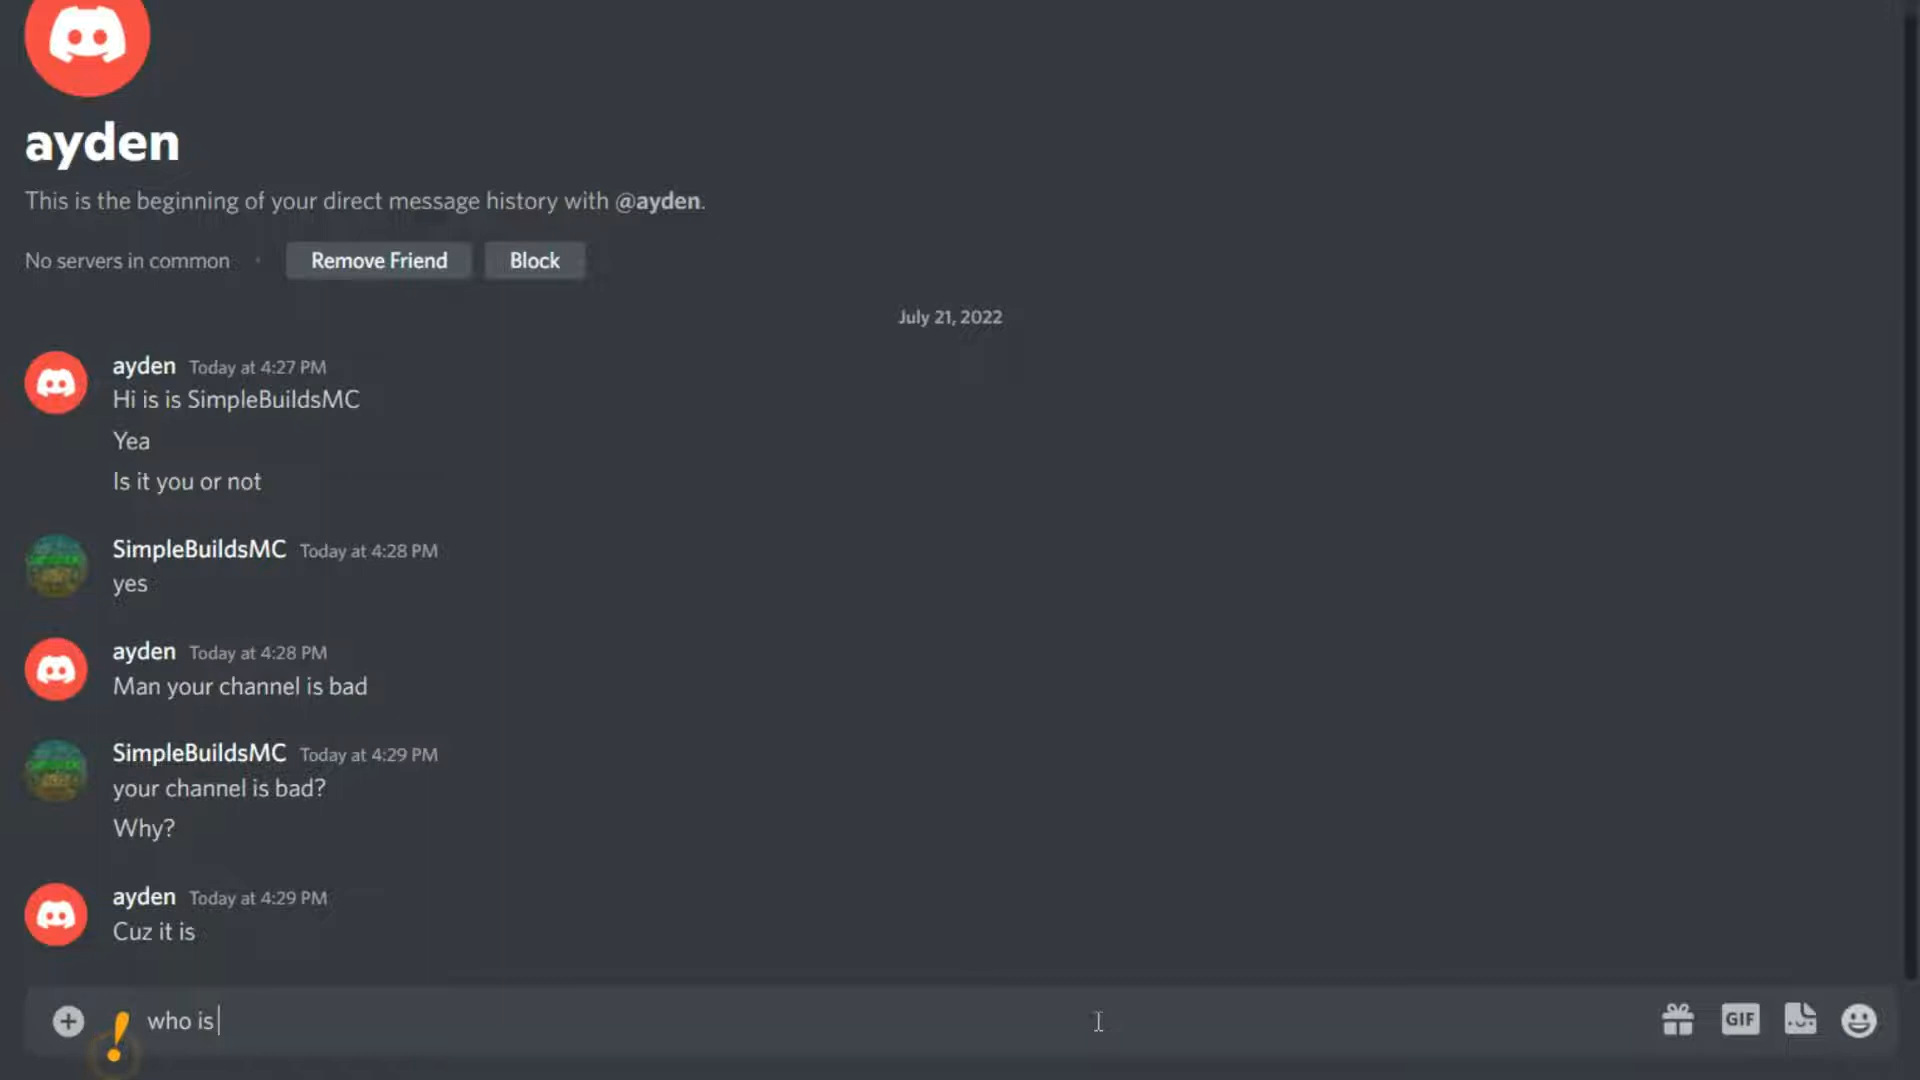 ayden
This is the beginning of your direct message history with @ayden.
No servers in common • Remove Friend Block
July 21, 2022
ayden Today at 4:27 PM
Hi is is SimpleBuildsMC
Yea
Is it you or not
SimpleBuildsMC Today at 4:28 PM
yes
ayden Today at 4:28 PM
Man your channel is bad
SimpleBuildsMC Today at 4:29 PM
your channel is bad?
Why?
ayden Today at 4:29 PM
Cuz it is
who is
GIF